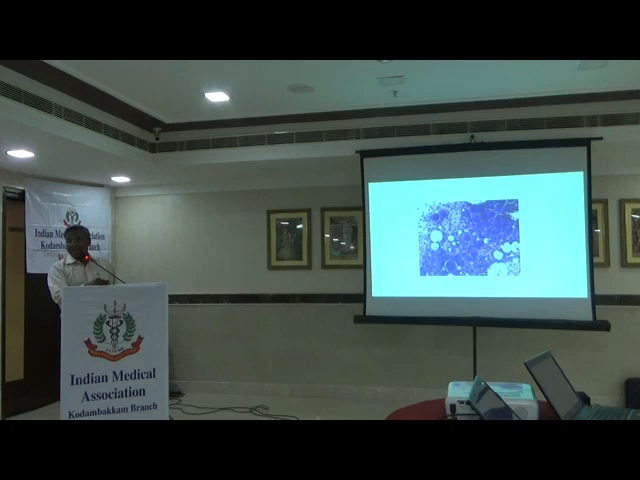 Indian Medical Association
Kodambakkam Branch
Indian Medical
Association
Kodambakkam Branch